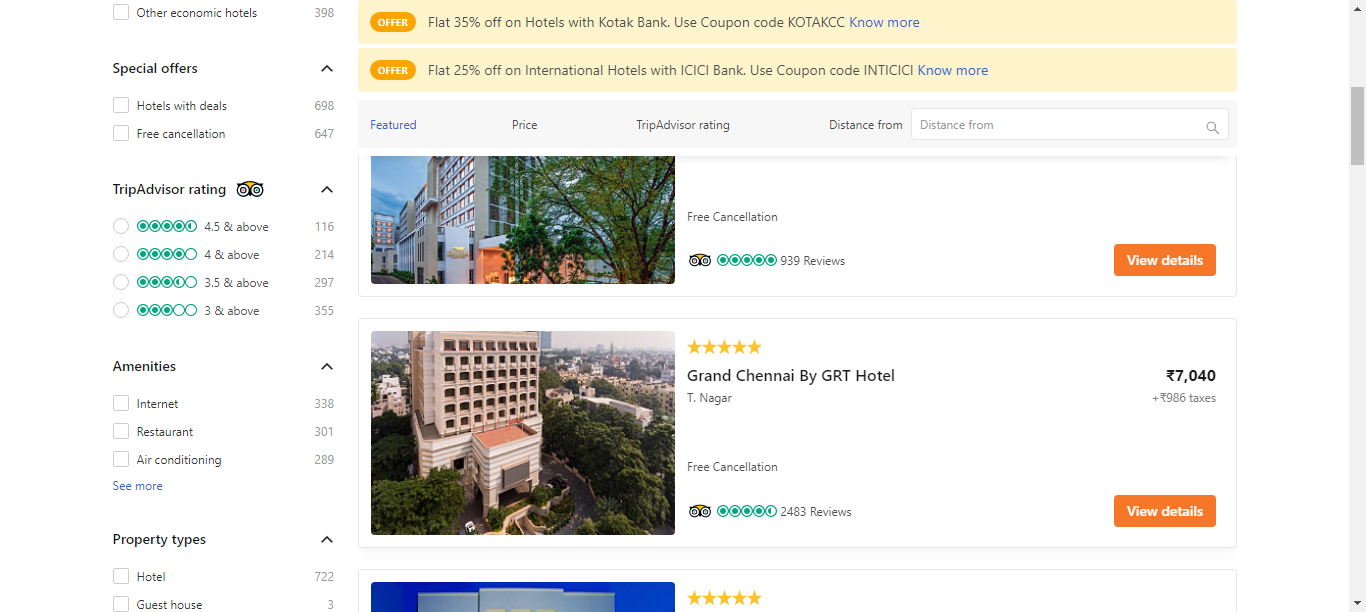 Other economic hotels 398
Special offers
Hotels with deals 698
Free cancellation 647
TripAdvisor rating
4.5 & above 116
4 & above 214
3.5 & above 297
3 & above 355
Amenities
Internet 338
Restaurant 301
Air conditioning 289
See more
Property types
Hotel 722
Guest house 3
OFFER Flat 35% off on Hotels with Kotak Bank. Use Coupon code KOTAKCC Know more
OFFER Flat 25% off on International Hotels with ICICI Bank. Use Coupon code INTICICI Know more
Featured Price TripAdvisor rating Distance from Distance from
Free Cancellation
939 Reviews
View details
Grand Chennai By GRT Hotel
₹7,040
T. Nagar
+₹986 taxes
Free Cancellation
2483 Reviews
View details